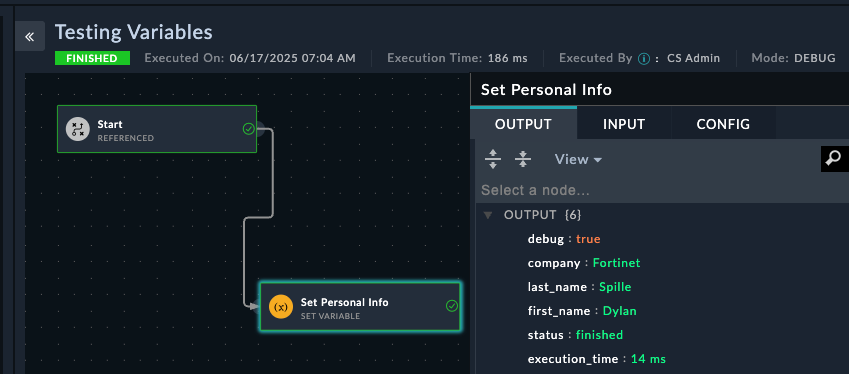 Testing Variables
FINISHED Executed On: 06/17/2025 07:04 AM Execution Time: 186 ms Executed By : CS Admin Mode: DEBUG
Start
REFERENCED
Set Personal Info
SET VARIABLE
Set Personal Info
OUTPUT INPUT CONFIG
View
Select a node...
OUTPUT {6}
debug : true
company : Fortinet
last_name : Spille
first_name : Dylan
status : finished
execution_time : 14 ms